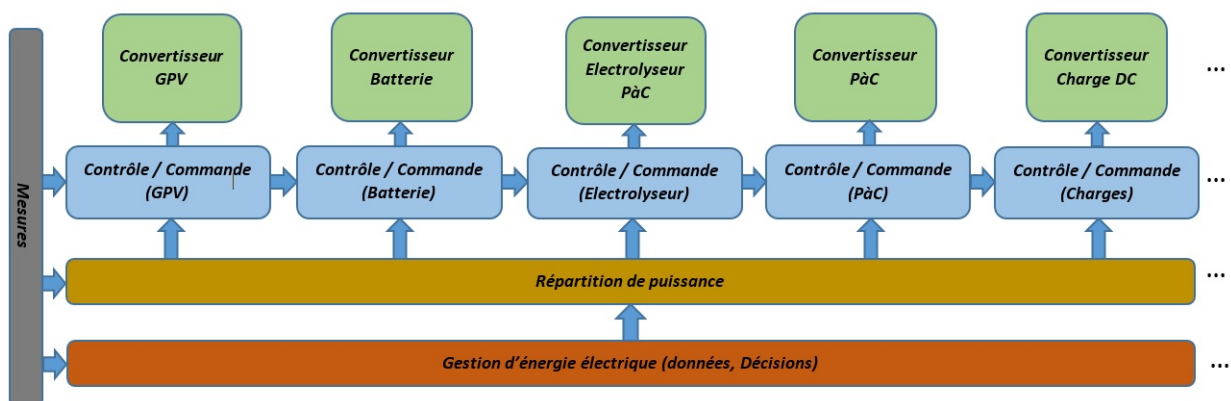 Mesures
Convertisseur
GPV
Convertisseur
Batterie
Convertisseur
Electrolyseur
PàC
Convertisseur
PàC
Convertisseur
Charge DC
...
Contrôle / Commande
(GPV)
Contrôle / Commande
(Batterie)
Contrôle / Commande
(Electrolyseur)
Contrôle / Commande
(PàC)
Contrôle / Commande
(Charges)
...
Répartition de puissance
...
Gestion d’énergie électrique (données, Décisions)
...